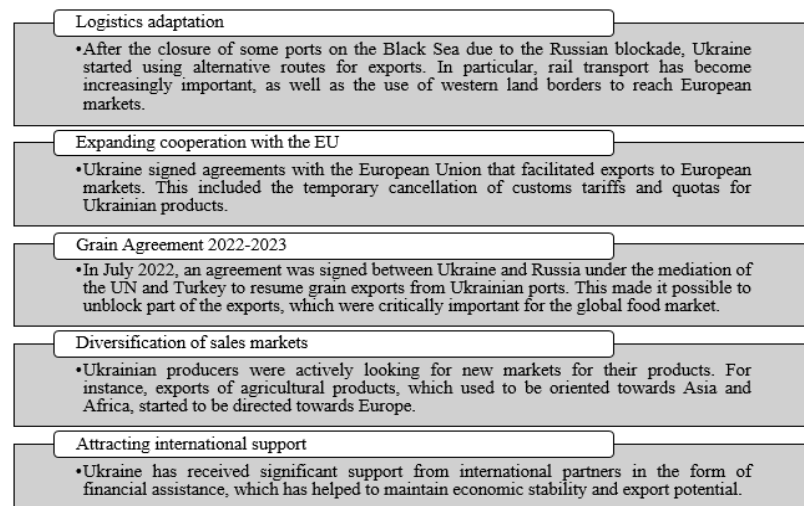 Logistics adaptation
•After the closure of some ports on the Black Sea due to the Russian blockade, Ukraine
started using alternative routes for exports. In particular, rail transport has become
increasingly important, as well as the use of western land borders to reach European
markets.
Expanding cooperation with the EU
•Ukraine signed agreements with the European Union that facilitated exports to European
markets. This included the temporary cancellation of customs tariffs and quotas for
Ukrainian products.
Grain Agreement 2022-2023
•In July 2022, an agreement was signed between Ukraine and Russia under the mediation of
the UN and Turkey to resume grain exports from Ukrainian ports. This made it possible to
unblock part of the exports, which were critically important for the global food market.
Diversification of sales markets
•Ukrainian producers were actively looking for new markets for their products. For
instance, exports of agricultural products, which used to be oriented towards Asia and
Africa, started to be directed towards Europe.
Attracting international support
•Ukraine has received significant support from international partners in the form of
financial assistance, which has helped to maintain economic stability and export potential.